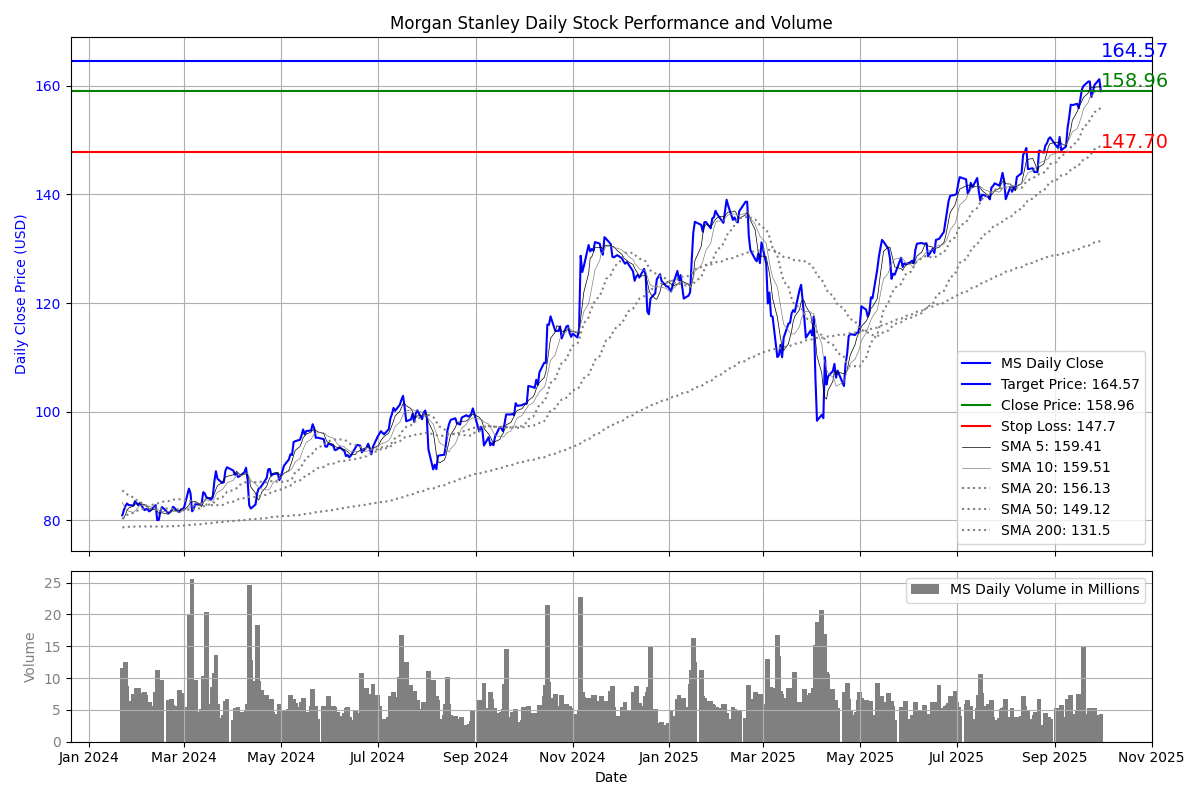 Morgan Stanley Daily Stock Performance and Volume
164.57
158.96
147.70
160
140
120
100
80
Daily Close Price (USD)
MS Daily Close
Target Price: 164.57
Close Price: 158.96
Stop Loss: 147.7
SMA 5: 159.41
SMA 10: 159.51
SMA 20: 156.13
SMA 50: 149.12
SMA 200: 131.5
25
20
15
10
5
0
Volume
MS Daily Volume in Millions
Jan 2024 Mar 2024 May 2024 Jul 2024 Sep 2024 Nov 2024 Jan 2025 Mar 2025 May 2025 Jul 2025 Sep 2025 Nov 2025
Date